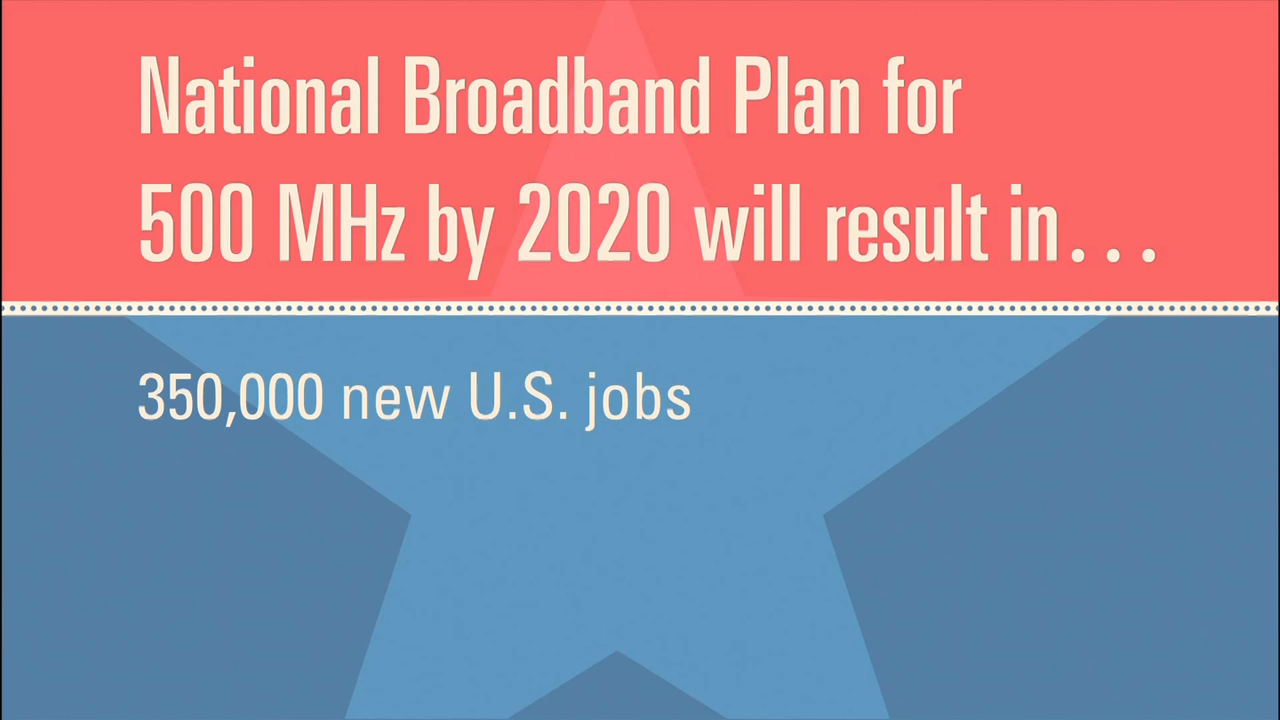 National Broadband Plan for
500 MHz by 2020 will result in...
350,000 new U.S. jobs